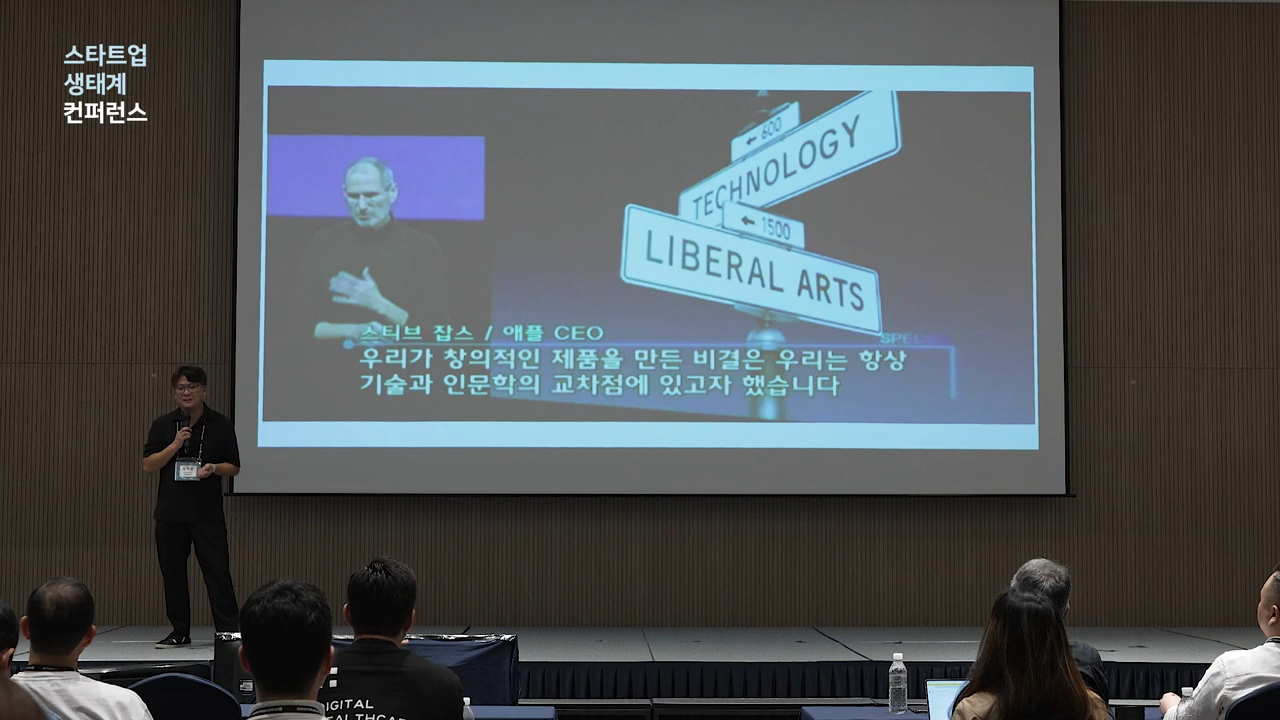 스타트업
생태계
컨퍼런스
← 600
TECHNOLOGY
← 1500
LIBERAL ARTS
스티브 잡스 / 애플 CEO
우리가 창의적인 제품을 만든 비결은 우리는 항상
기술과 인문학의 교차점에 있고자 했습니다